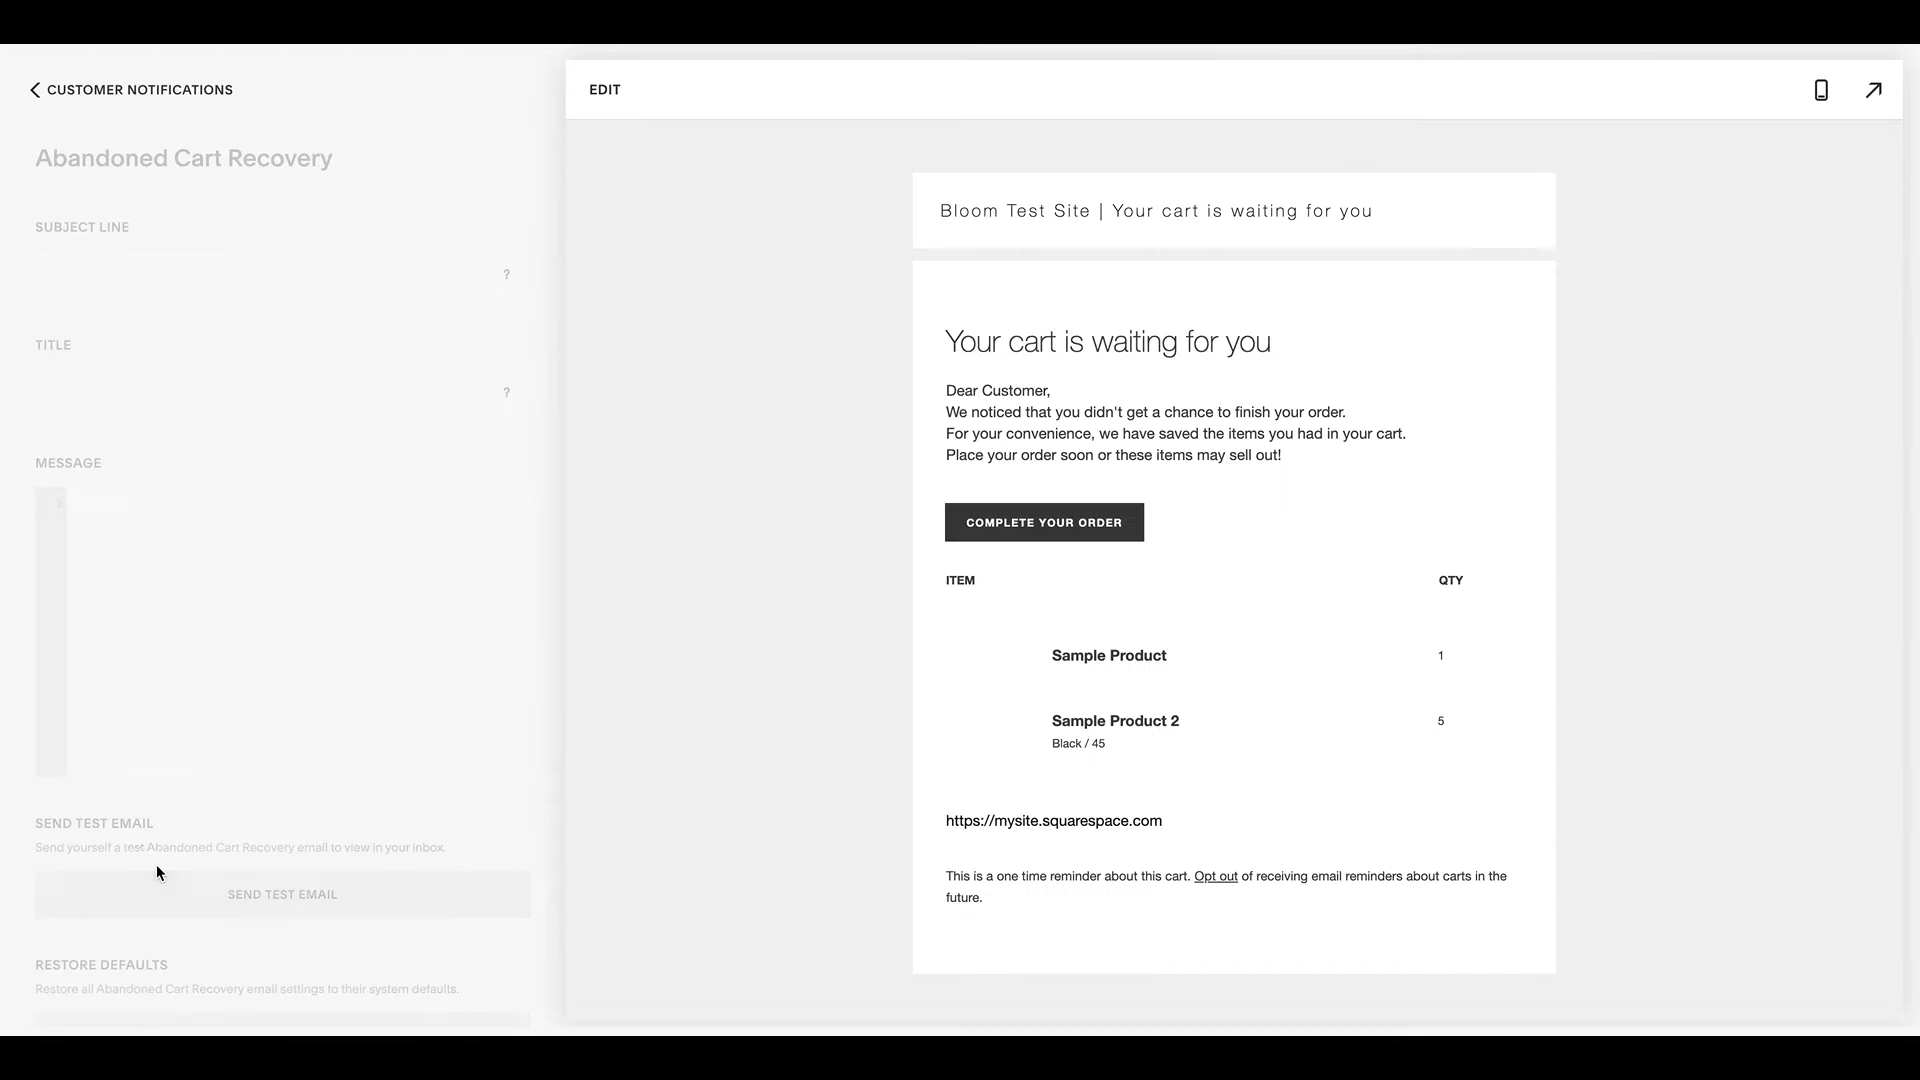 CUSTOMER NOTIFICATIONS
Abandoned Cart Recovery
SUBJECT LINE
?
TITLE
?
MESSAGE
1
SEND TEST EMAIL
Send yourself a test Abandoned Cart Recovery email to view in your inbox.
SEND TEST EMAIL
RESTORE DEFAULTS
Restore all Abandoned Cart Recovery email settings to their system defaults.
EDIT
Bloom Test Site | Your cart is waiting for you
Your cart is waiting for you
Dear Customer,
We noticed that you didn't get a chance to finish your order.
For your convenience, we have saved the items you had in your cart.
Place your order soon or these items may sell out!
COMPLETE YOUR ORDER
ITEM QTY
Sample Product 1
Sample Product 2 5
Black / 45
https://mysite.squarespace.com
This is a one time reminder about this cart. Opt out of receiving email reminders about carts in the
future.